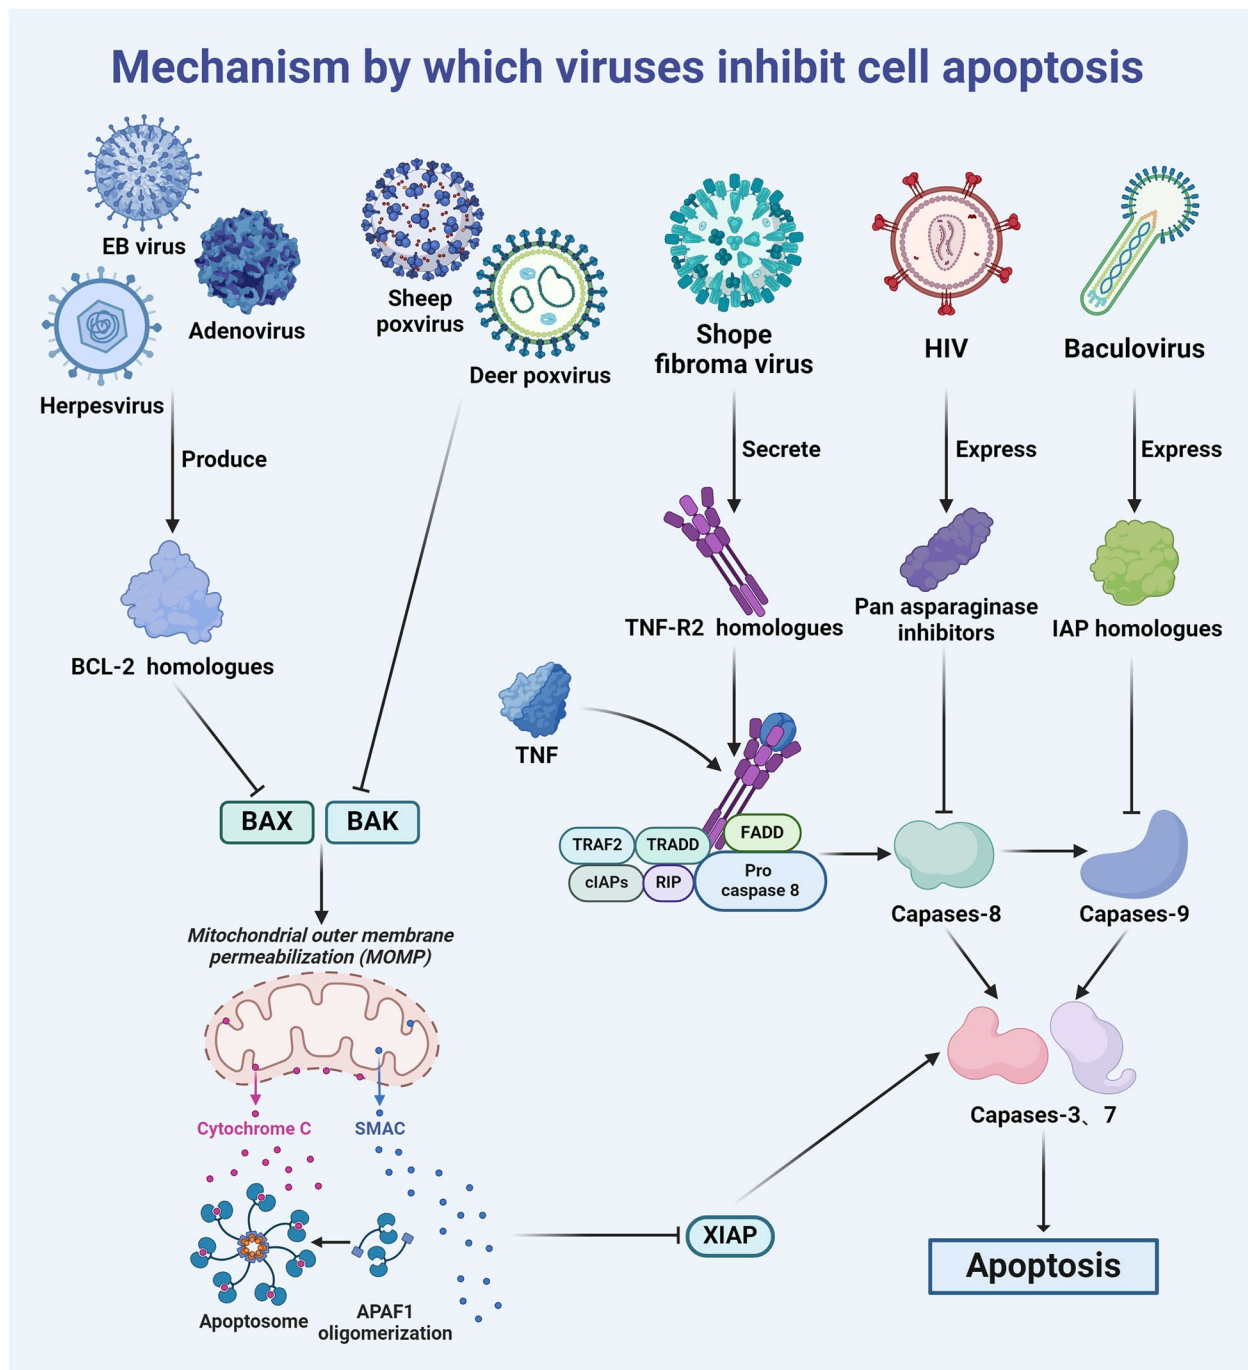 Mechanism by which viruses inhibit cell apoptosis
EB virus
Adenovirus
Herpesvirus
Sheep
poxvirus
Deer poxvirus
Shope
fibroma virus
HIV
Baculovirus
Produce
Secrete
Express
Express
BCL-2 homologues
TNF-R2 homologues
Pan asparaginase
inhibitors
IAP homologues
TNF
BAX
BAK
TRAF2
TRADD
FADD
cIAPs
RIP
Pro
caspase 8
Capases-8
Capases-9
Mitochondrial outer membrane
permeabilization (MOMP)
Cytochrome C
SMAC
Capases-3、7
XIAP
Apoptosis
Apoptosome
APAF1
oligomerization